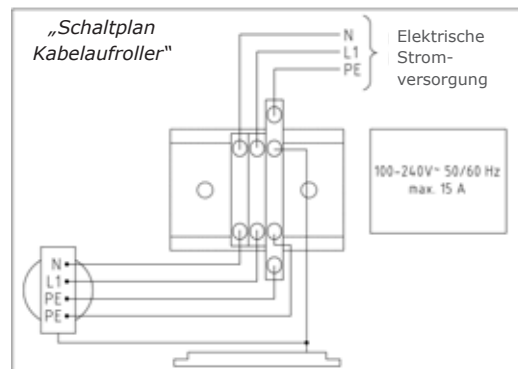 „Schaltplan
Kabelaufroller“
N
L1
PE
Elektrische
Strom-
versorgung
100-240V~ 50/60 Hz
max. 15 A
N
L1
PE
PE